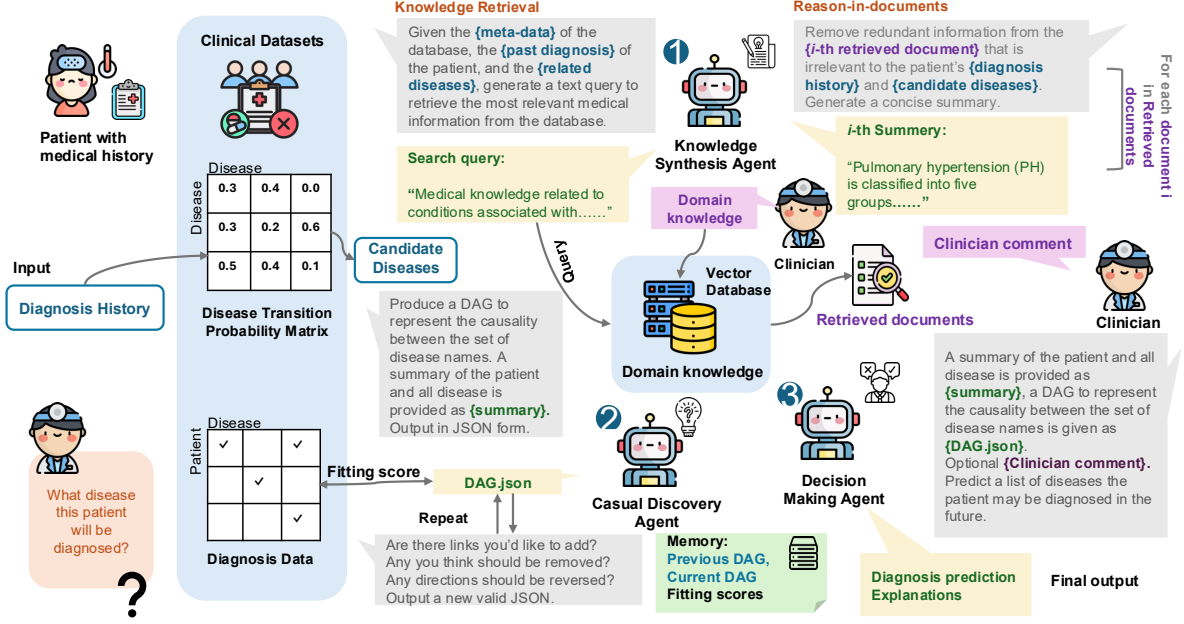 Knowledge Retrieval
Given the {meta-data} of the
database, the {past diagnosis} of
the patient, and the {related
diseases}, generate a text query to
retrieve the most relevant medical
information from the database.
Search query:
“Medical knowledge related to
conditions associated with……”
1
Knowledge
Synthesis Agent
Reason-in-documents
Remove redundant information from the
{i-th retrieved document} that is
irrelevant to the patient’s {diagnosis
history} and {candidate diseases}.
Generate a concise summary.
i-th Summary:
“Pulmonary hypertension (PH)
is classified into five
groups……”
For each document i
in Retrieved
documents
Patient with
medical history
Input
Diagnosis History
Clinical Datasets
Disease
Disease
0.3 0.4 0.0
0.3 0.2 0.6
0.5 0.4 0.1
Disease Transition
Probability Matrix
Candidate
Diseases
Query
Domain
knowledge
Clinician
Vector
Database
Domain knowledge
Retrieved documents
Clinician comment
Clinician
Produce a DAG to
represent the causality
between the set of
disease names. A
summary of the patient
and all disease is
provided as {summary}.
Output in JSON form.
2
Casual Discovery
Agent
3
Decision
Making Agent
A summary of the patient and all
disease is provided as
{summary}, a DAG to represent
the causality between the set of
disease names is given as
{DAG.json}.
Optional {Clinician comment}.
Predict a list of diseases the
patient may be diagnosed in the
future.
What disease
this patient
will be
diagnosed?
?
Disease
Patient
Diagnosis Data
Fitting score
DAG.json
Repeat
Are there links you’d like to add?
Any you think should be removed?
Any directions should be reversed?
Output a new valid JSON.
Memory:
Previous DAG,
Current DAG
Fitting scores
Diagnosis prediction
Explanations
Final output